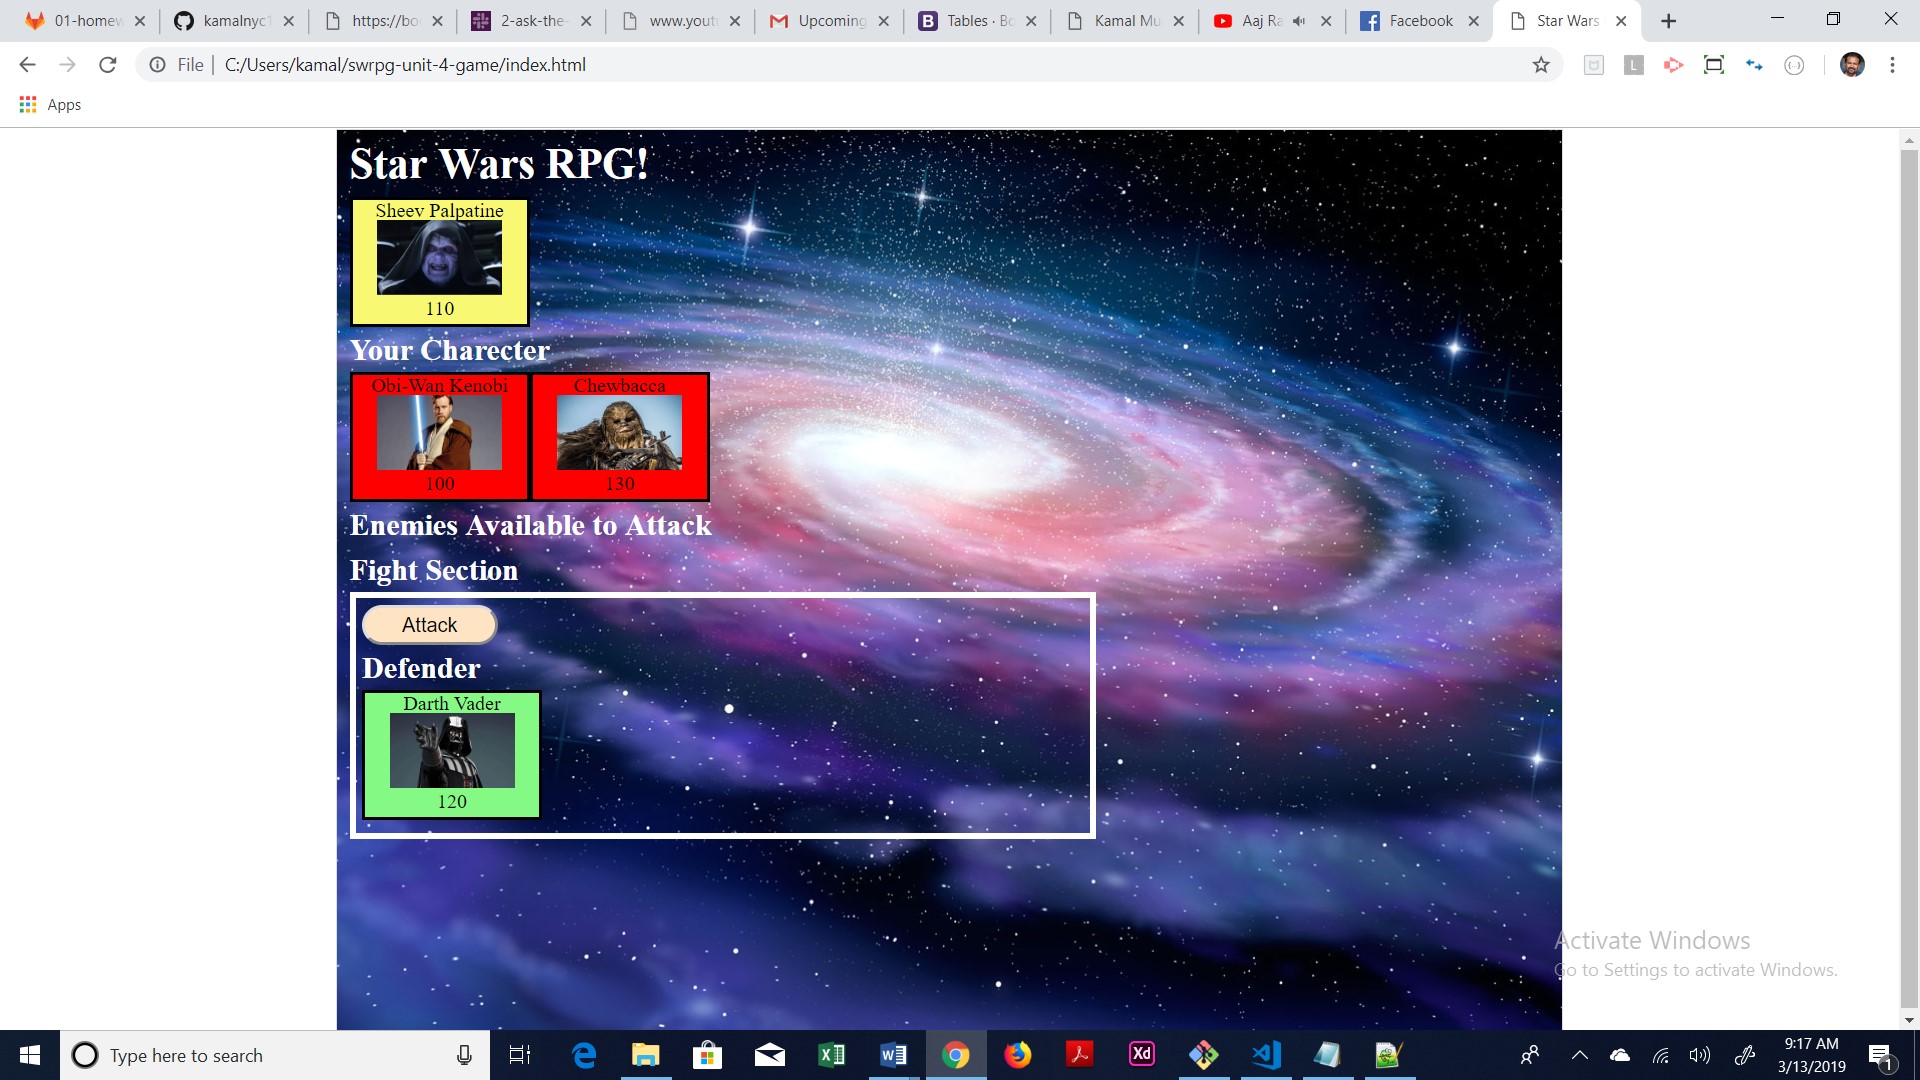 01-homew
kamalnyc1
https://bo
2-ask-the-
www.yout
Upcoming
Tables · Bo
Kamal Mu
Aaj Ra
Facebook
Star Wars
File | C:/Users/kamal/swrpg-unit-4-game/index.html
Apps
Star Wars RPG!
Sheev Palpatine
110
Your Charecter
Obi-Wan Kenobi
Chewbacca
100
130
Enemies Available to Attack
Fight Section
Attack
Defender
Darth Vader
120
Activate Windows
Go to Settings to activate Windows.
Type here to search
9:17 AM
3/13/2019
1